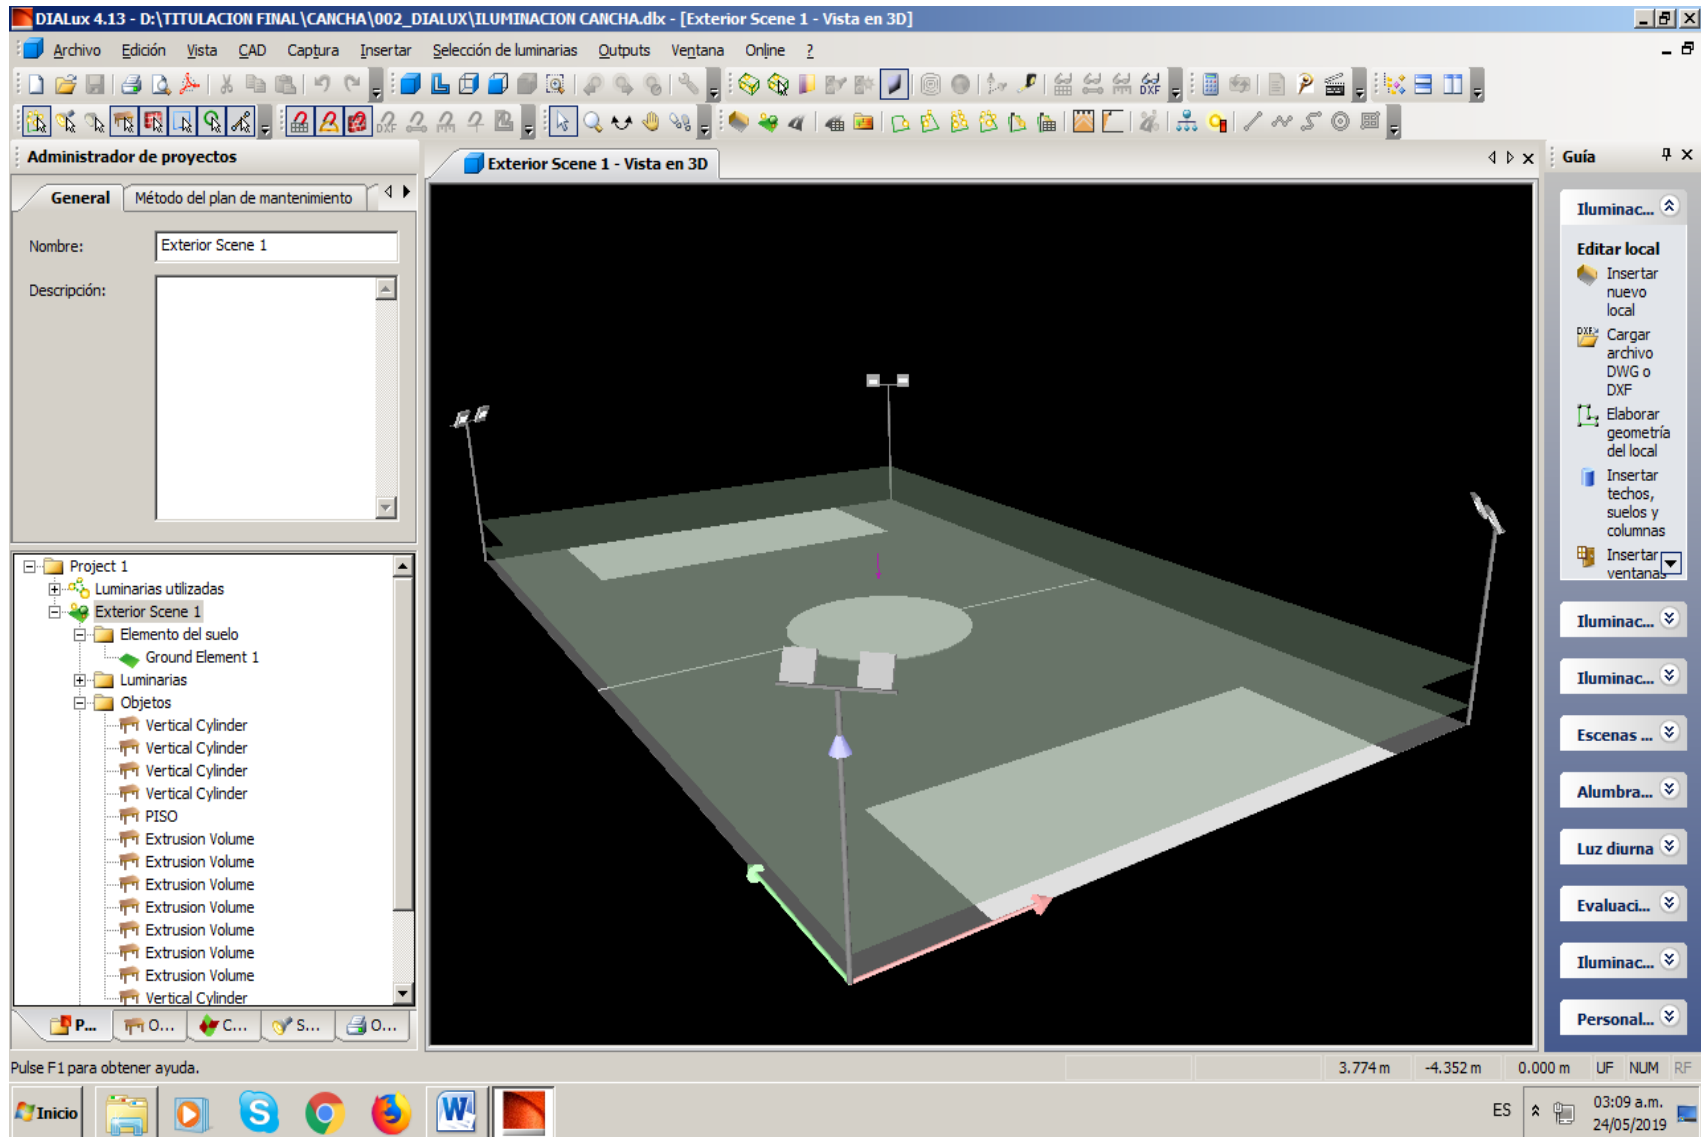 DIALux 4.13 - D:\TITULACION FINAL\CANCHA\002_DIALUX\ILUMINACION CANCHA.dlx - [Exterior Scene 1 - Vista en 3D]
Archivo Edición Vista CAD Captura Insertar Selección de luminarias Outputs Ventana Online ?
DXF
DXF
Administrador de proyectos
General Método del plan de mantenimiento
Nombre: Exterior Scene 1
Descripción:
Project 1
Luminarias utilizadas
Exterior Scene 1
Elemento del suelo
Ground Element 1
Luminarias
Objetos
Vertical Cylinder
Vertical Cylinder
Vertical Cylinder
Vertical Cylinder
PISO
Extrusion Volume
Extrusion Volume
Extrusion Volume
Extrusion Volume
Extrusion Volume
Extrusion Volume
Extrusion Volume
Vertical Cylinder
P... O... C... S... O...
Exterior Scene 1 - Vista en 3D
Guía
Iluminac...
Editar local
Insertar
nuevo
local
DXF
Cargar
archivo
DWG o
DXF
Elaborar
geometría
del local
Insertar
techos,
suelos y
columnas
Insertar
ventanas
Iluminac...
Iluminac...
Escenas ...
Alumbra...
Luz diurna
Evaluaci...
Iluminac...
Personal...
Pulse F1 para obtener ayuda.
3.774 m -4.352 m 0.000 m UF NUM RF
Inicio
S
W
ES
03:09 a.m.
24/05/2019